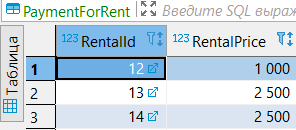 PaymentForRent Введите SQL выраж
Таблица
123 RentalId 123 RentalPrice
1 12 1 000
2 13 2 500
3 14 2 500